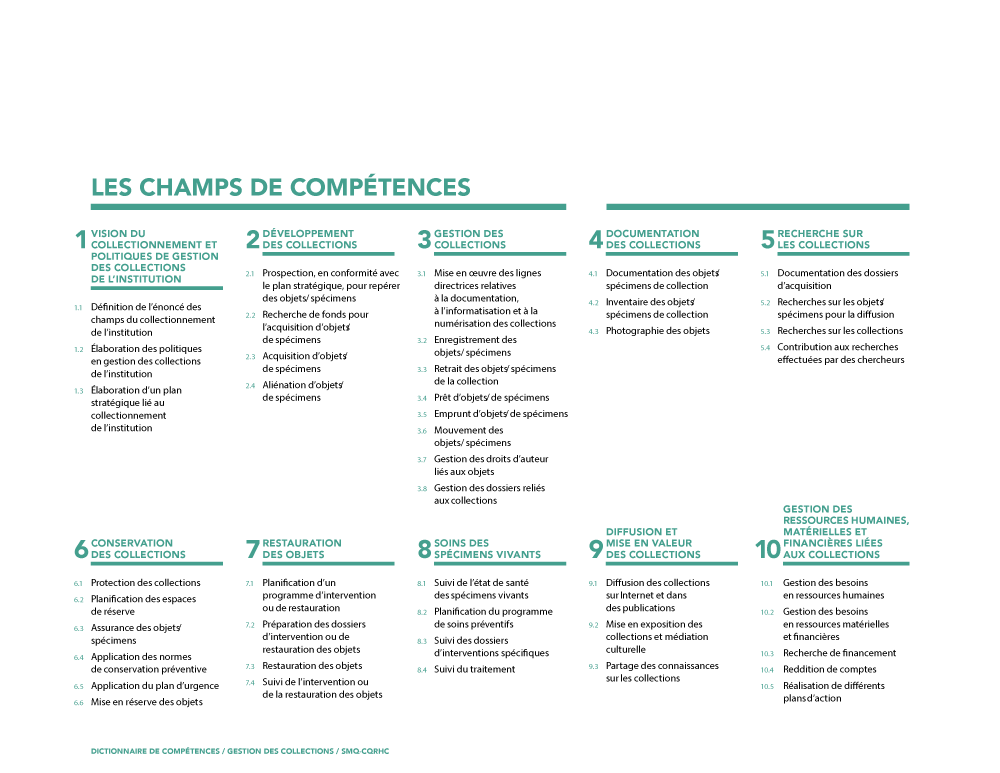 LES CHAMPS DE COMPÉTENCES
1 VISION DU
COLLECTIONNEMENT ET
POLITIQUES DE GESTION
DES COLLECTIONS
DE L’INSTITUTION
1.1 Définition de l’énoncé des
champs du collectionnement
de l’institution
1.2 Élaboration des politiques
en gestion des collections
de l’institution
1.3 Élaboration d’un plan
stratégique lié au
collectionnement
de l’institution
2 DÉVELOPPEMENT
DES COLLECTIONS
2.1 Prospection, en conformité avec
le plan stratégique, pour repérer
des objets/ spécimens
2.2 Recherche de fonds pour
l’acquisition d’objets/
de spécimens
2.3 Acquisition d’objets/
de spécimens
2.4 Aliénation d’objets/
de spécimens
3 GESTION DES
COLLECTIONS
3.1 Mise en œuvre des lignes
directrices relatives
à la documentation,
à l’informatisation et à la
numérisation des collections
3.2 Enregistrement des
objets/ spécimens
3.3 Retrait des objets/ spécimens
de la collection
3.4 Prêt d’objets/ de spécimens
3.5 Emprunt d’objets/ de spécimens
3.6 Mouvement des
objets/ spécimens
3.7 Gestion des droits d’auteur
liés aux objets
3.8 Gestion des dossiers reliés
aux collections
4 DOCUMENTATION
DES COLLECTIONS
4.1 Documentation des objets/
spécimens de collection
4.2 Inventaire des objets/
spécimens de collection
4.3 Photographie des objets
5 RECHERCHE SUR
LES COLLECTIONS
5.1 Documentation des dossiers
d’acquisition
5.2 Recherches sur les objets/
spécimens pour la diffusion
5.3 Recherches sur les collections
5.4 Contribution aux recherches
effectuées par des chercheurs
6 CONSERVATION
DES COLLECTIONS
6.1 Protection des collections
6.2 Planification des espaces
de réserve
6.3 Assurance des objets/
spécimens
6.4 Application des normes
de conservation préventive
6.5 Application du plan d’urgence
6.6 Mise en réserve des objets
7 RESTAURATION
DES OBJETS
7.1 Planification d’un
programme d’intervention
ou de restauration
7.2 Préparation des dossiers
d’intervention ou de
restauration des objets
7.3 Restauration des objets
7.4 Suivi de l’intervention ou
de la restauration des objets
8 SOINS DES
SPÉCIMENS VIVANTS
8.1 Suivi de l’état de santé
des spécimens vivants
8.2 Planification du programme
de soins préventifs
8.3 Suivi des dossiers
d’interventions spécifiques
8.4 Suivi du traitement
9 DIFFUSION ET
MISE EN VALEUR
DES COLLECTIONS
9.1 Diffusion des collections
sur Internet et dans
des publications
9.2 Mise en exposition des
collections et médiation
culturelle
9.3 Partage des connaissances
sur les collections
10 GESTION DES
RESSOURCES HUMAINES,
MATÉRIELLES ET
FINANCIÈRES LIÉES
AUX COLLECTIONS
10.1 Gestion des besoins
en ressources humaines
10.2 Gestion des besoins
en ressources matérielles
et financières
10.3 Recherche de financement
10.4 Reddition de comptes
10.5 Réalisation de différents
plans d’action
DICTIONNAIRE DE COMPÉTENCES / GESTION DES COLLECTIONS / SMQ-CQRHC